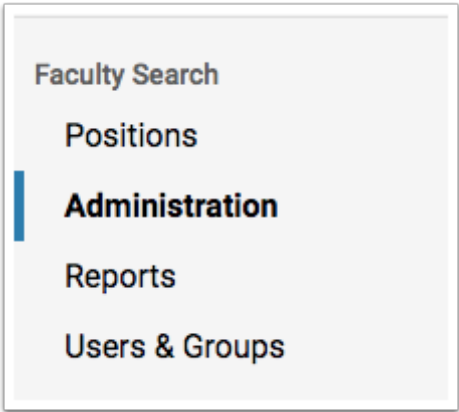 Faculty Search
Positions
Administration
Reports
Users & Groups